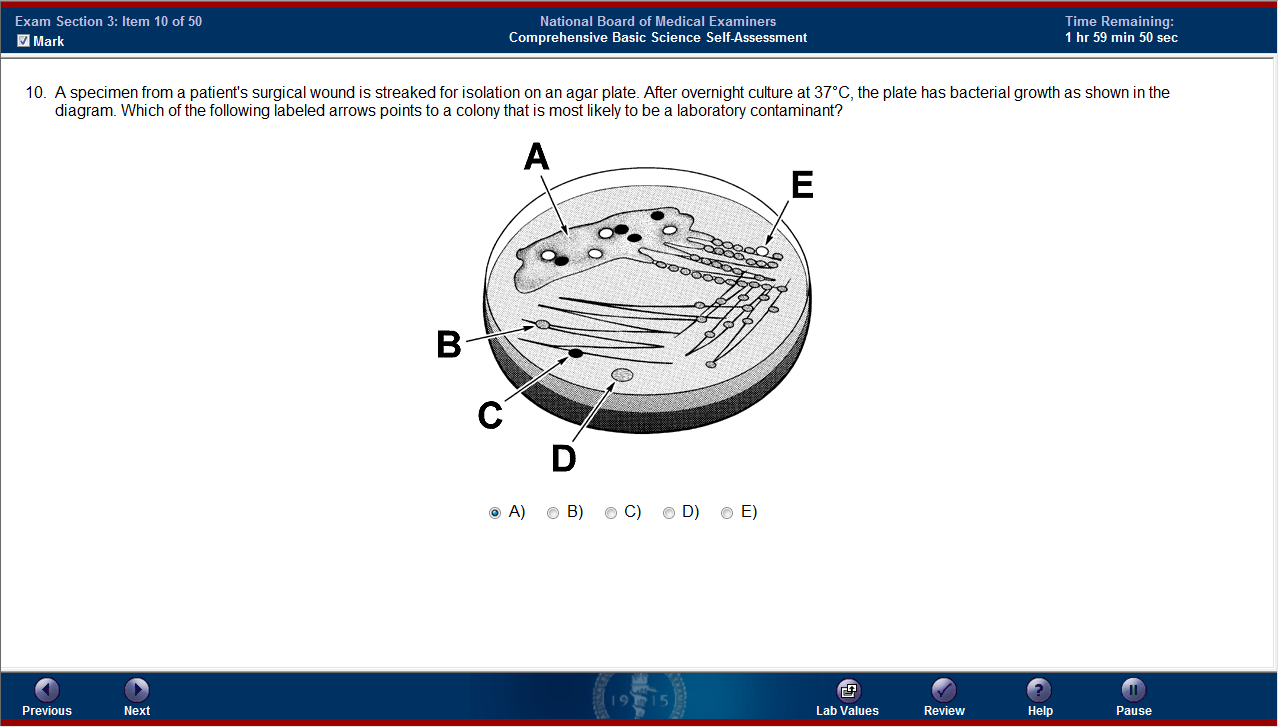 Exam Section 3: Item 10 of 50
National Board of Medical Examiners
Time Remaining:
Mark
Comprehensive Basic Science Self-Assessment
1 hr 59 min 50 sec
10. A specimen from a patient's surgical wound is streaked for isolation on an agar plate. After overnight culture at 37°C, the plate has bacterial growth as shown in the
diagram. Which of the following labeled arrows points to a colony that is most likely to be a laboratory contaminant?
A
E
B
C
D
A) B) C) D) E)
19 15
Previous Next Lab Values Review Help Pause